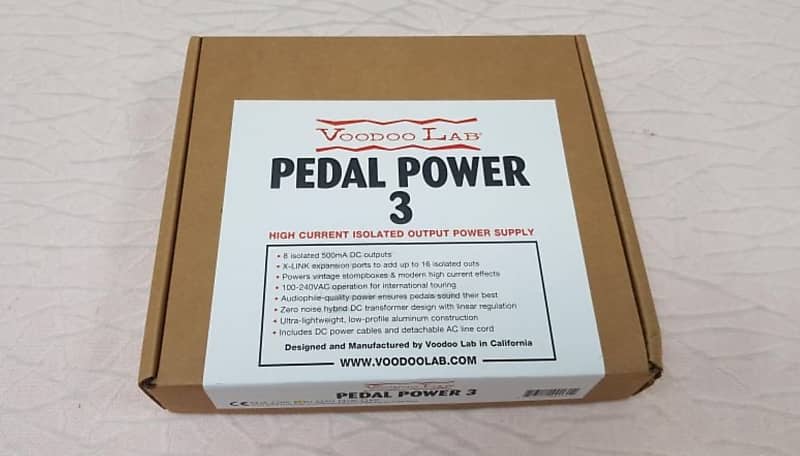 VOODOO LAB®
PEDAL POWER
3
HIGH CURRENT ISOLATED OUTPUT POWER SUPPLY
• 8 isolated 500mA DC outputs
• X-LINK expansion ports to add up to 16 isolated outs
• Powers vintage stompboxes & modern high current effects
• 100-240VAC operation for international touring
• Audiophile-quality power ensures pedals sound their best
• Zero noise hybrid DC transformer design with linear regulation
• Ultra-lightweight, low-profile aluminum construction
• Includes DC power cables and detachable AC line cord
Designed and Manufactured by Voodoo Lab in California
WWW.VOODOOLAB.COM
VOODOO LAB
PEDAL POWER 3
CE